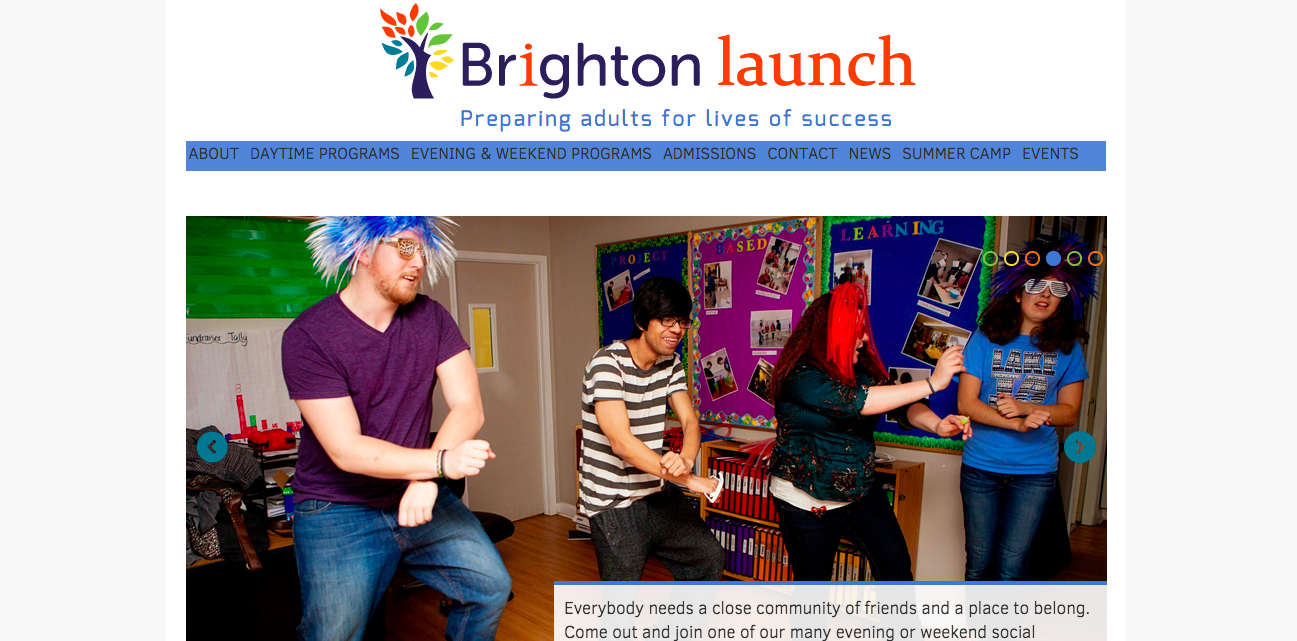 Brighton launch
Preparing adults for lives of success
ABOUT DAYTIME PROGRAMS EVENING & WEEKEND PROGRAMS ADMISSIONS CONTACT NEWS SUMMER CAMP EVENTS
PROJECT BASED LEARNING
undraiser Tally
LAKE
Everybody needs a close community of friends and a place to belong.
Come out and join one of our many evening or weekend social